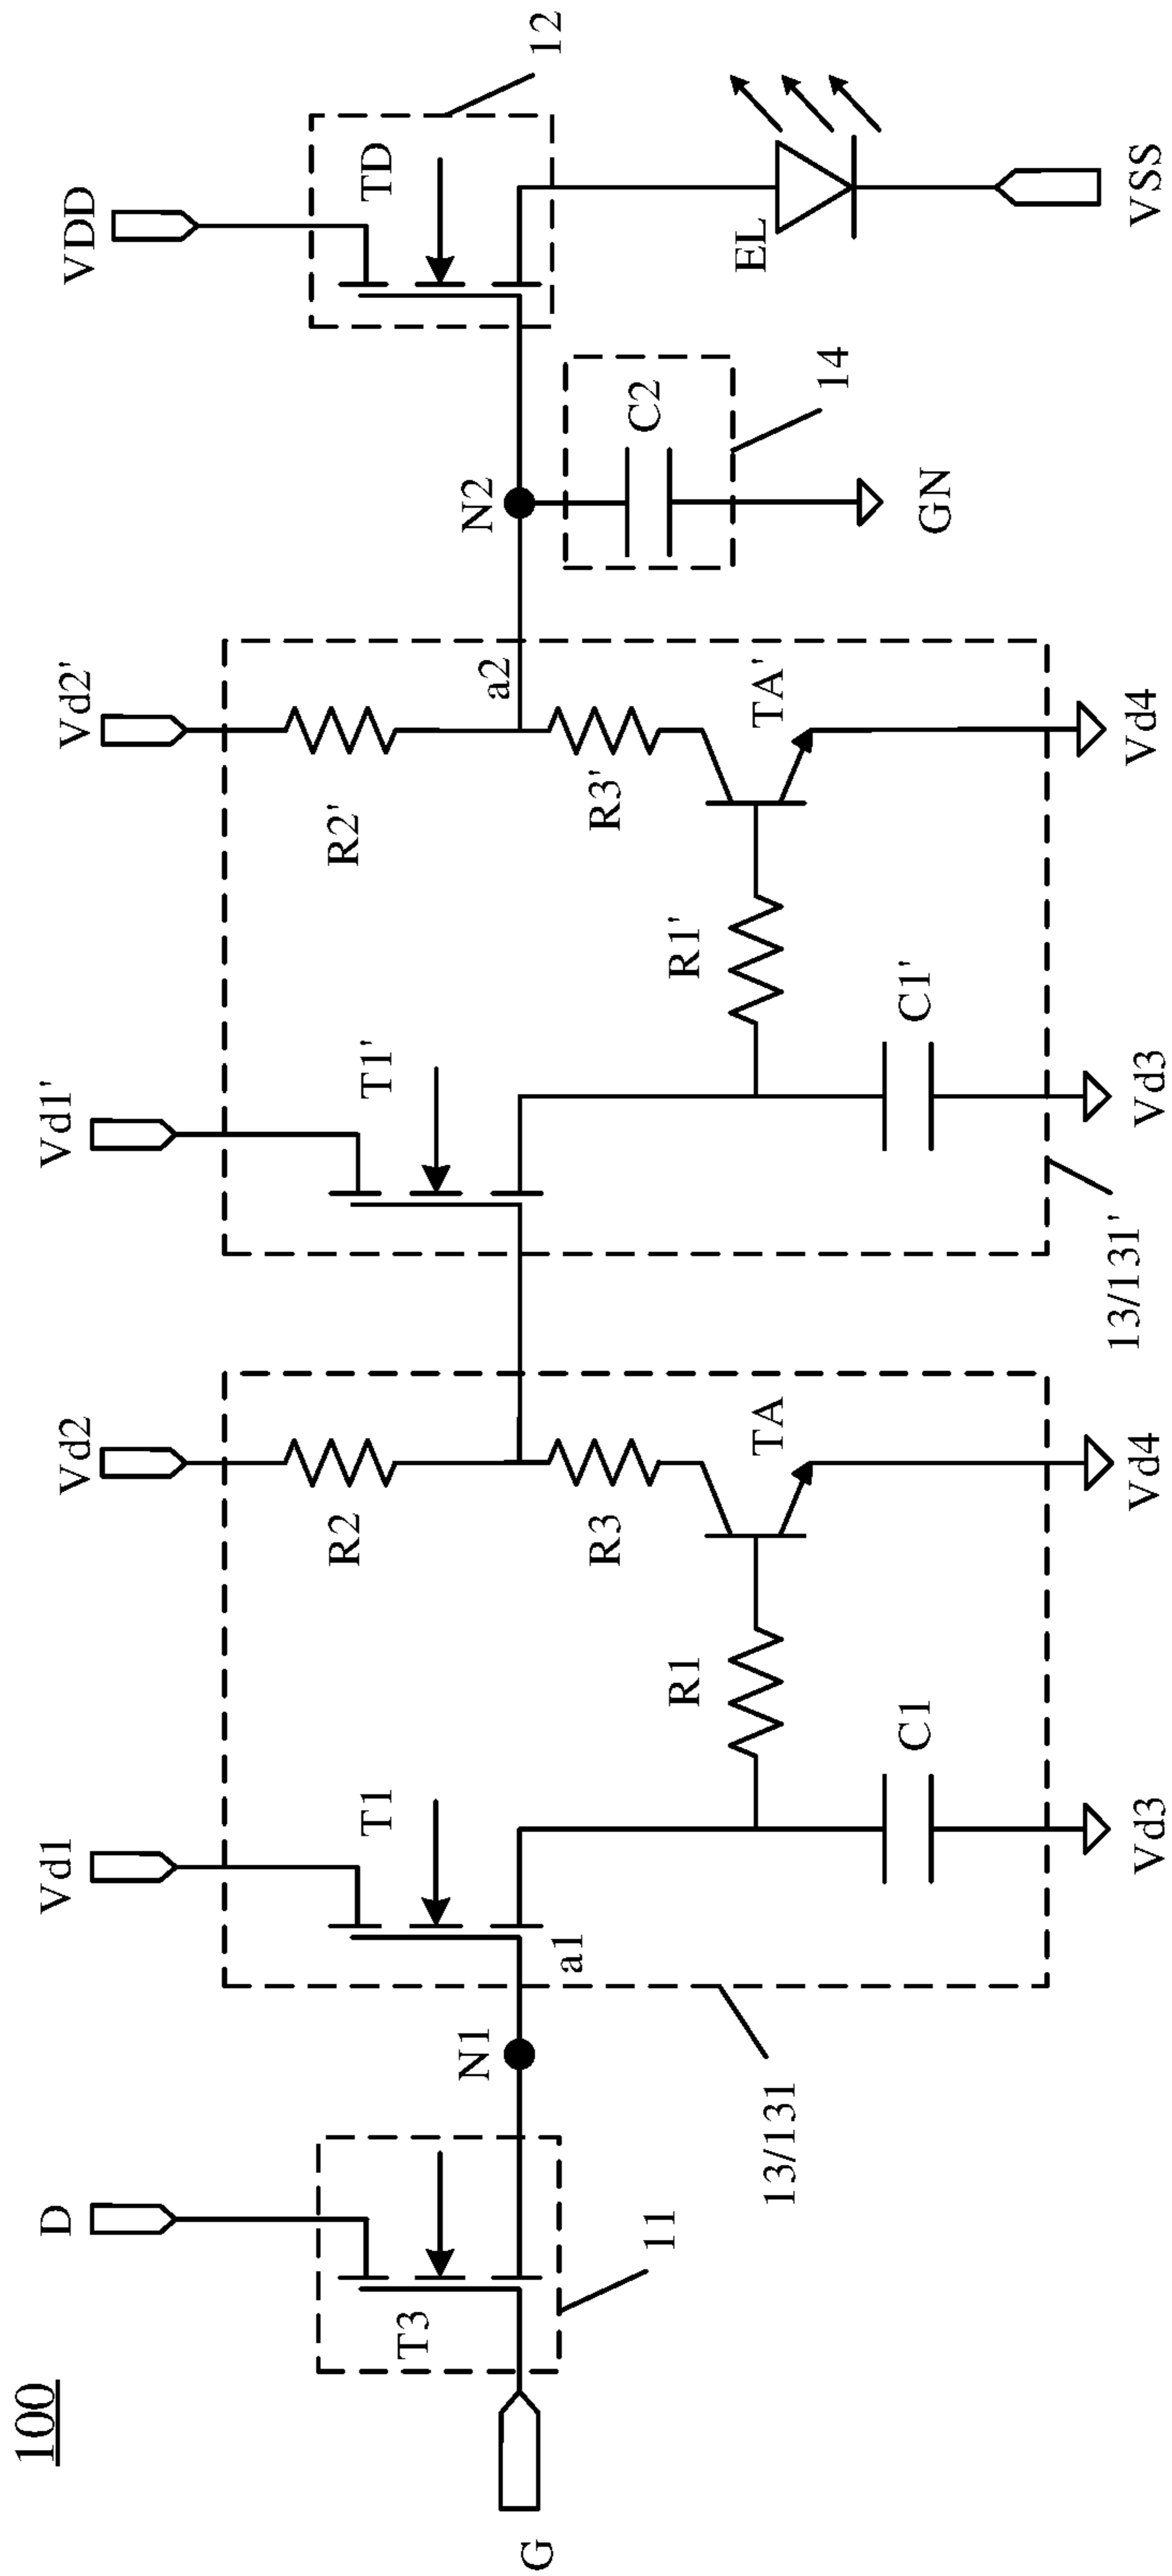 100
G
D
T3
11
N1
a1
13/131
Vd1
T1
C1
Vd3
R1
Vd2
R2
R3
TA
Vd4
Vd1'
T1'
C1'
Vd3
13/131'
R1'
Vd2'
R2'
a2
R3'
TA'
Vd4
N2
C2
14
GN
VDD
TD
12
EL
VSS